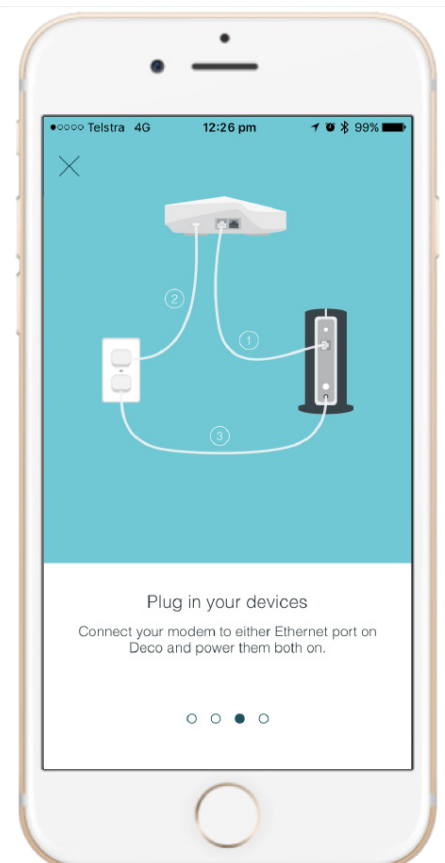 Telstra 4G 12:26 pm 99%
2
1
3
Plug in your devices
Connect your modem to either Ethernet port on
Deco and power them both on.